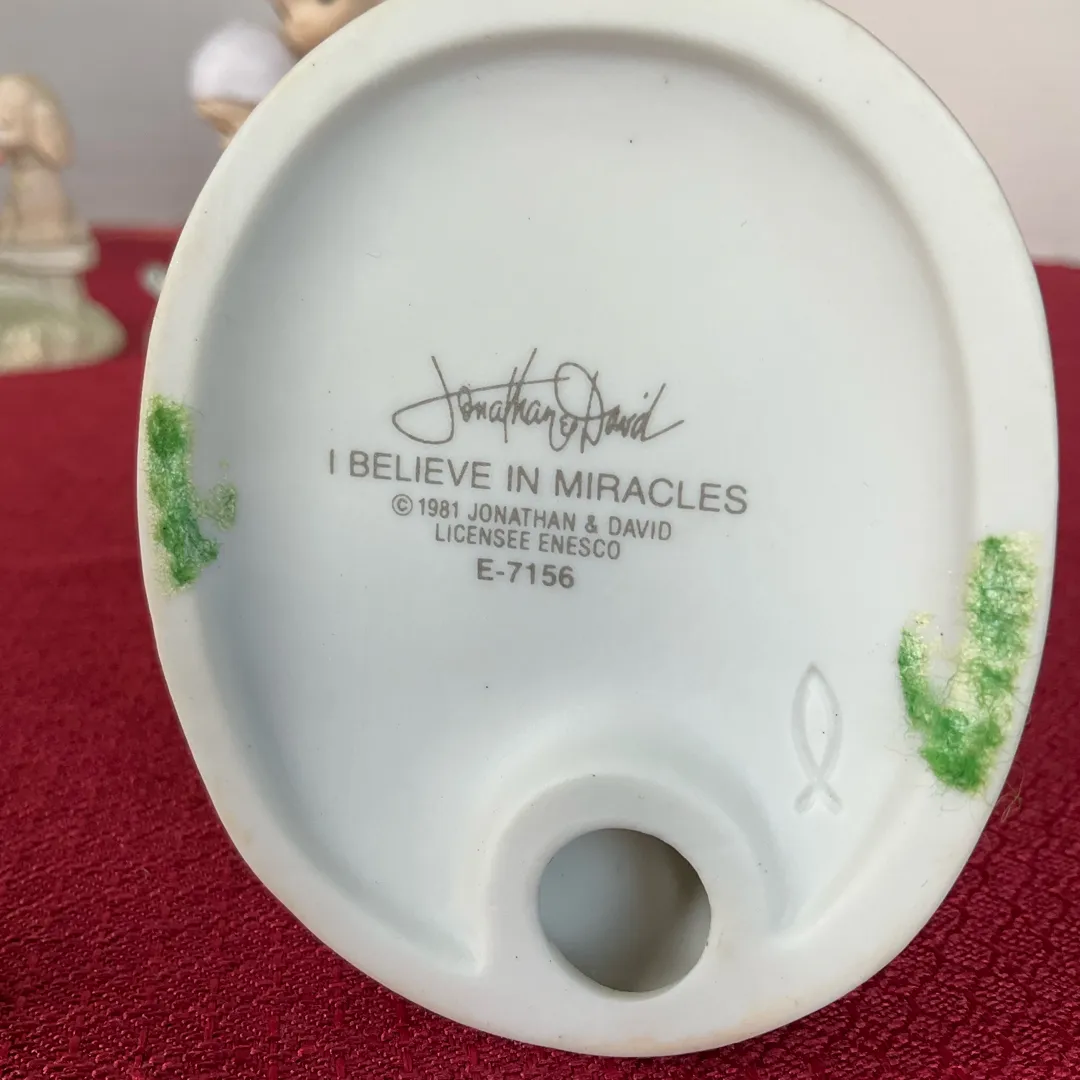 Jonathan & David
I BELIEVE IN MIRACLES
© 1981 JONATHAN & DAVID
LICENSEE ENESCO
E-7156